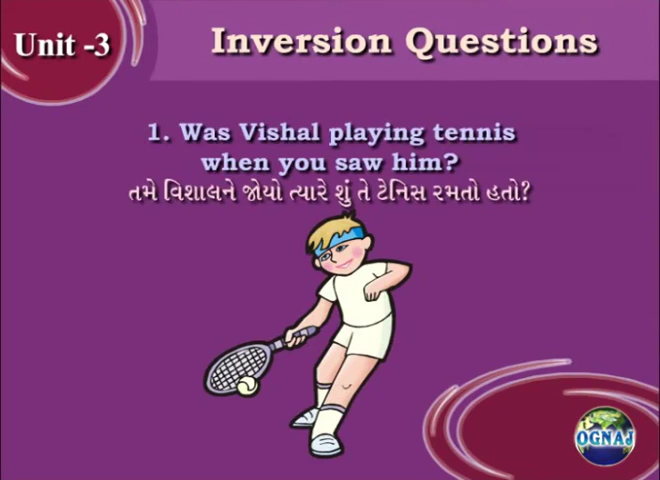 Unit -3
Inversion Questions
1. Was Vishal playing tennis
when you saw him?
તમે વિશાલને જોયો ત્યારે શું તે ટેનિસ રમતો હતો?
OGNAJ